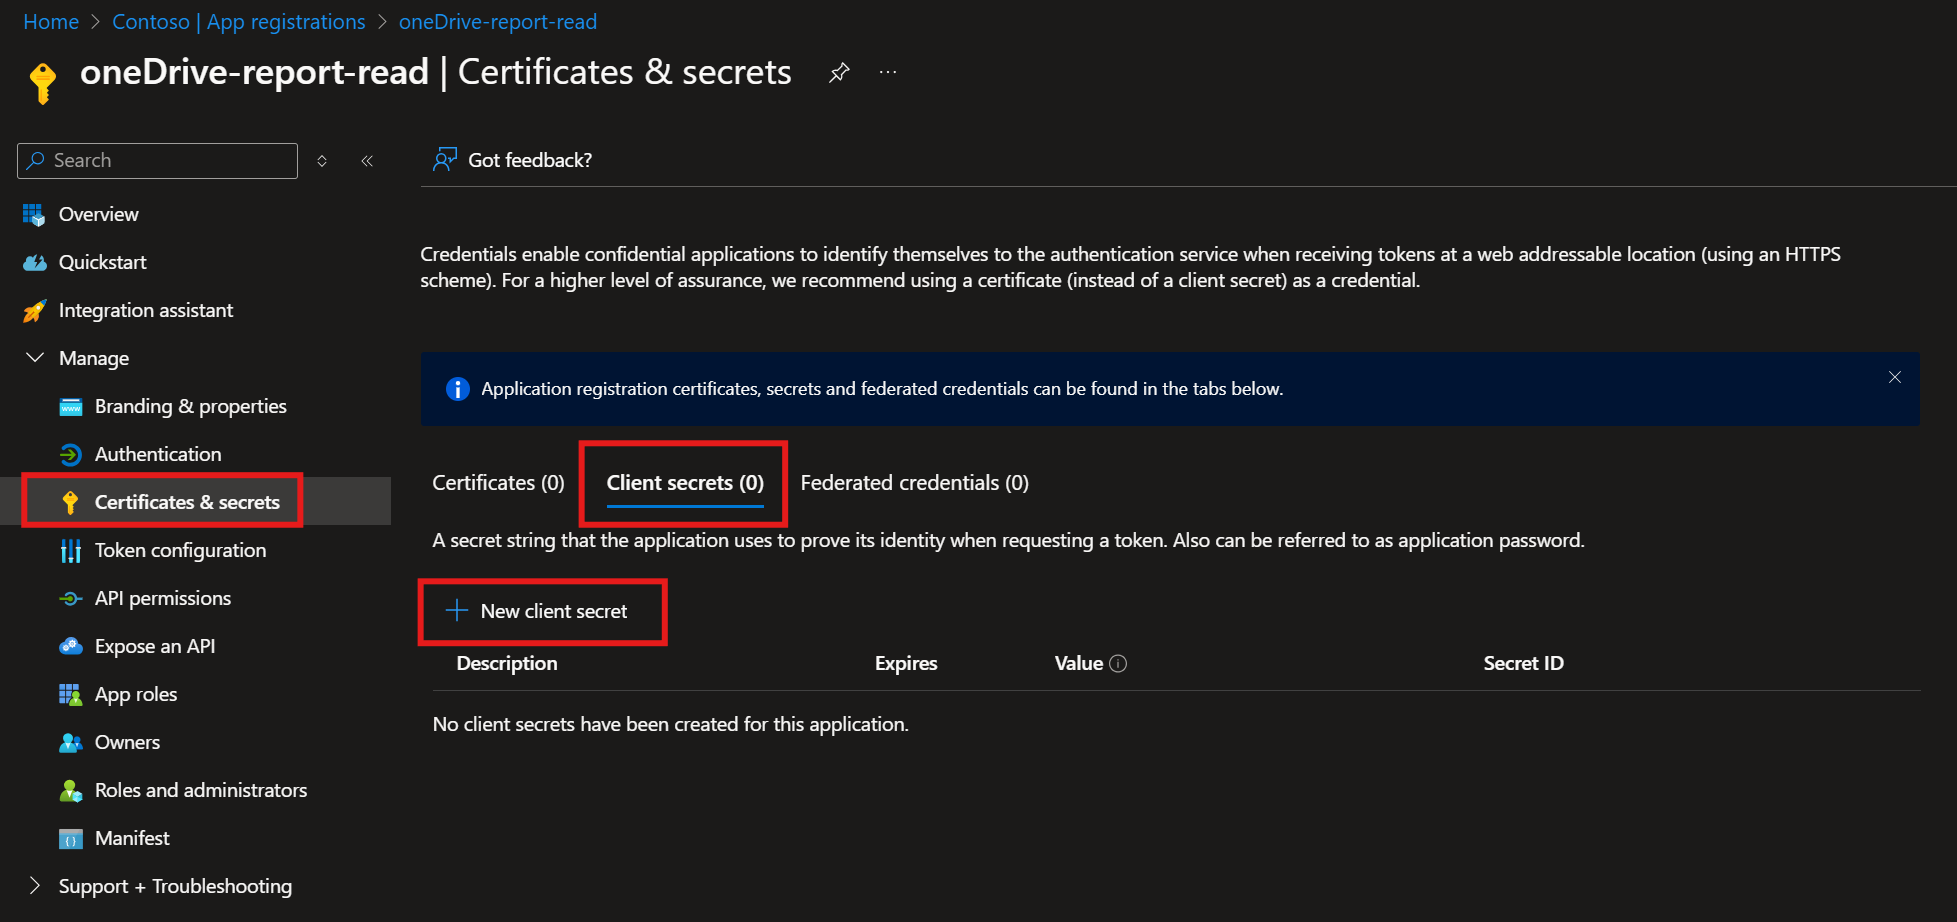 Home > Contoso | App registrations > oneDrive-report-read
oneDrive-report-read | Certificates & secrets
Search
Got feedback?
Overview
Quickstart
Integration assistant
Manage
Branding & properties
Authentication
Certificates & secrets
Token configuration
API permissions
Expose an API
App roles
Owners
Roles and administrators
Manifest
Support + Troubleshooting
Credentials enable confidential applications to identify themselves to the authentication service when receiving tokens at a web addressable location (using an HTTPS
scheme). For a higher level of assurance, we recommend using a certificate (instead of a client secret) as a credential.
Application registration certificates, secrets and federated credentials can be found in the tabs below.
Certificates (0) Client secrets (0) Federated credentials (0)
A secret string that the application uses to prove its identity when requesting a token. Also can be referred to as application password.
New client secret
Description Expires Value Secret ID
No client secrets have been created for this application.